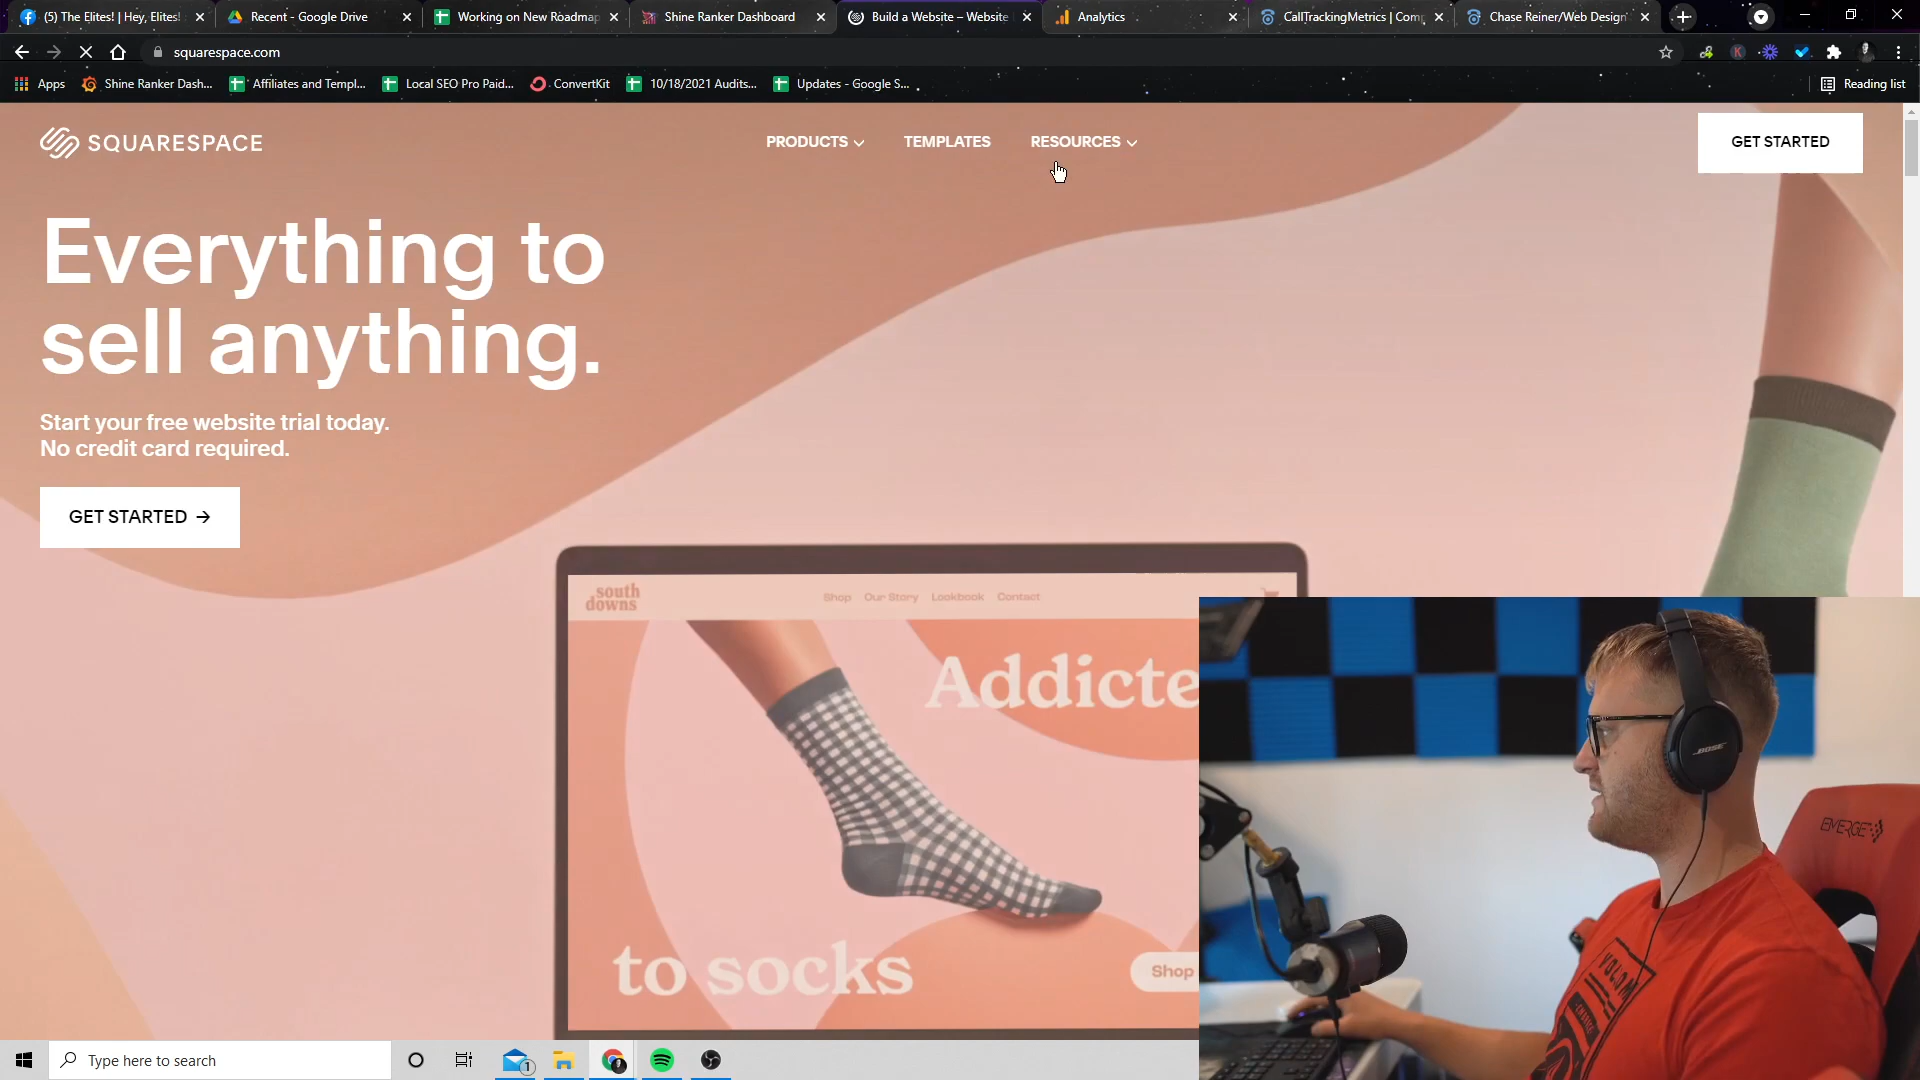 (5) The Elites! | Hey, Elites!
Recent - Google Drive
Working on New Roadmap
Shine Ranker Dashboard
Build a Website – Website
Analytics
CallTrackingMetrics | Com
Chase Reiner/Web Design
squarespace.com
Apps
Shine Ranker Dash...
Affiliates and Templ...
Local SEO Pro Paid...
ConvertKit
10/18/2021 Audits...
Updates - Google S...
Reading list
SQUARESPACE
PRODUCTS
TEMPLATES
RESOURCES
GET STARTED
Everything to
sell anything.
Start your free website trial today.
No credit card required.
GET STARTED →
south
downs
Shop
Our Story
Lookbook
Contact
Addicte
to socks
Shop
BOSE
EMERGE
Type here to search
1